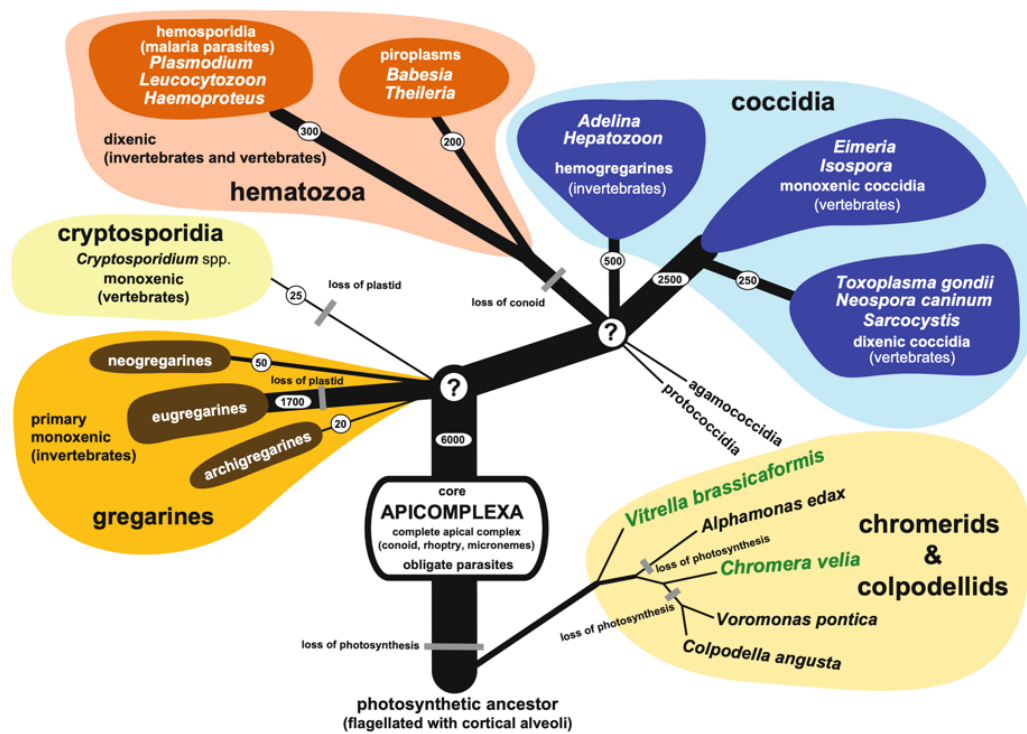 hemosporidia
(malaria parasites)
Plasmodium
Leucocytozoon
Haemoproteus
piroplasms
Babesia
Theileria
300
200
dixenic
(invertebrates and vertebrates)
hematozoa
coccidia
Adelina
Hepatozoon
hemogregarines
(invertebrates)
Eimeria
Isospora
monoxenic coccidia
(vertebrates)
500
2500
250
Toxoplasma gondii
Neospora caninum
Sarcocystis
dixenic coccidia
(vertebrates)
cryptosporidia
Cryptosporidium spp.
monoxenic
(vertebrates)
25
loss of plastid
loss of conoid
?
?
agamococcidia
protococcidia
neogregarines
50
loss of plastid
eugregarines
1700
archigregarines
20
primary
monoxenic
(invertebrates)
gregarines
6000
core
APICOMPLEXA
complete apical complex
(conoid, rhoptry, micronemes)
obligate parasites
loss of photosynthesis
photosynthetic ancestor
(flagellated with cortical alveoli)
Vitrella brassicaformis
Alphamonas edax
loss of photosynthesis
Chromera velia
loss of photosynthesis
Voromonas pontica
Colpodella angusta
chromerids
&
colpodellids